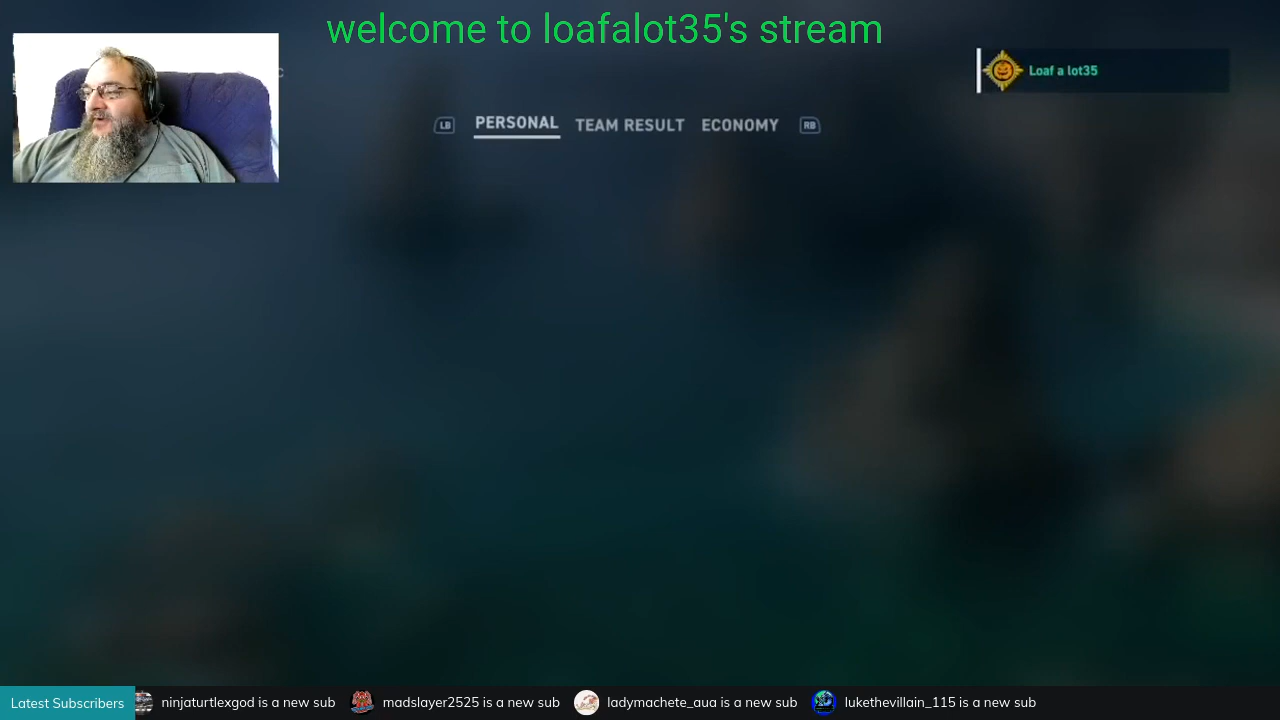 welcome to loafalot35's stream
Loaf a lot35
LB PERSONAL TEAM RESULT ECONOMY RB
Latest Subscribers ninjaturtlexgod is a new sub madslayer2525 is a new sub ladymachete_aua is a new sub lukethevillain_115 is a new sub